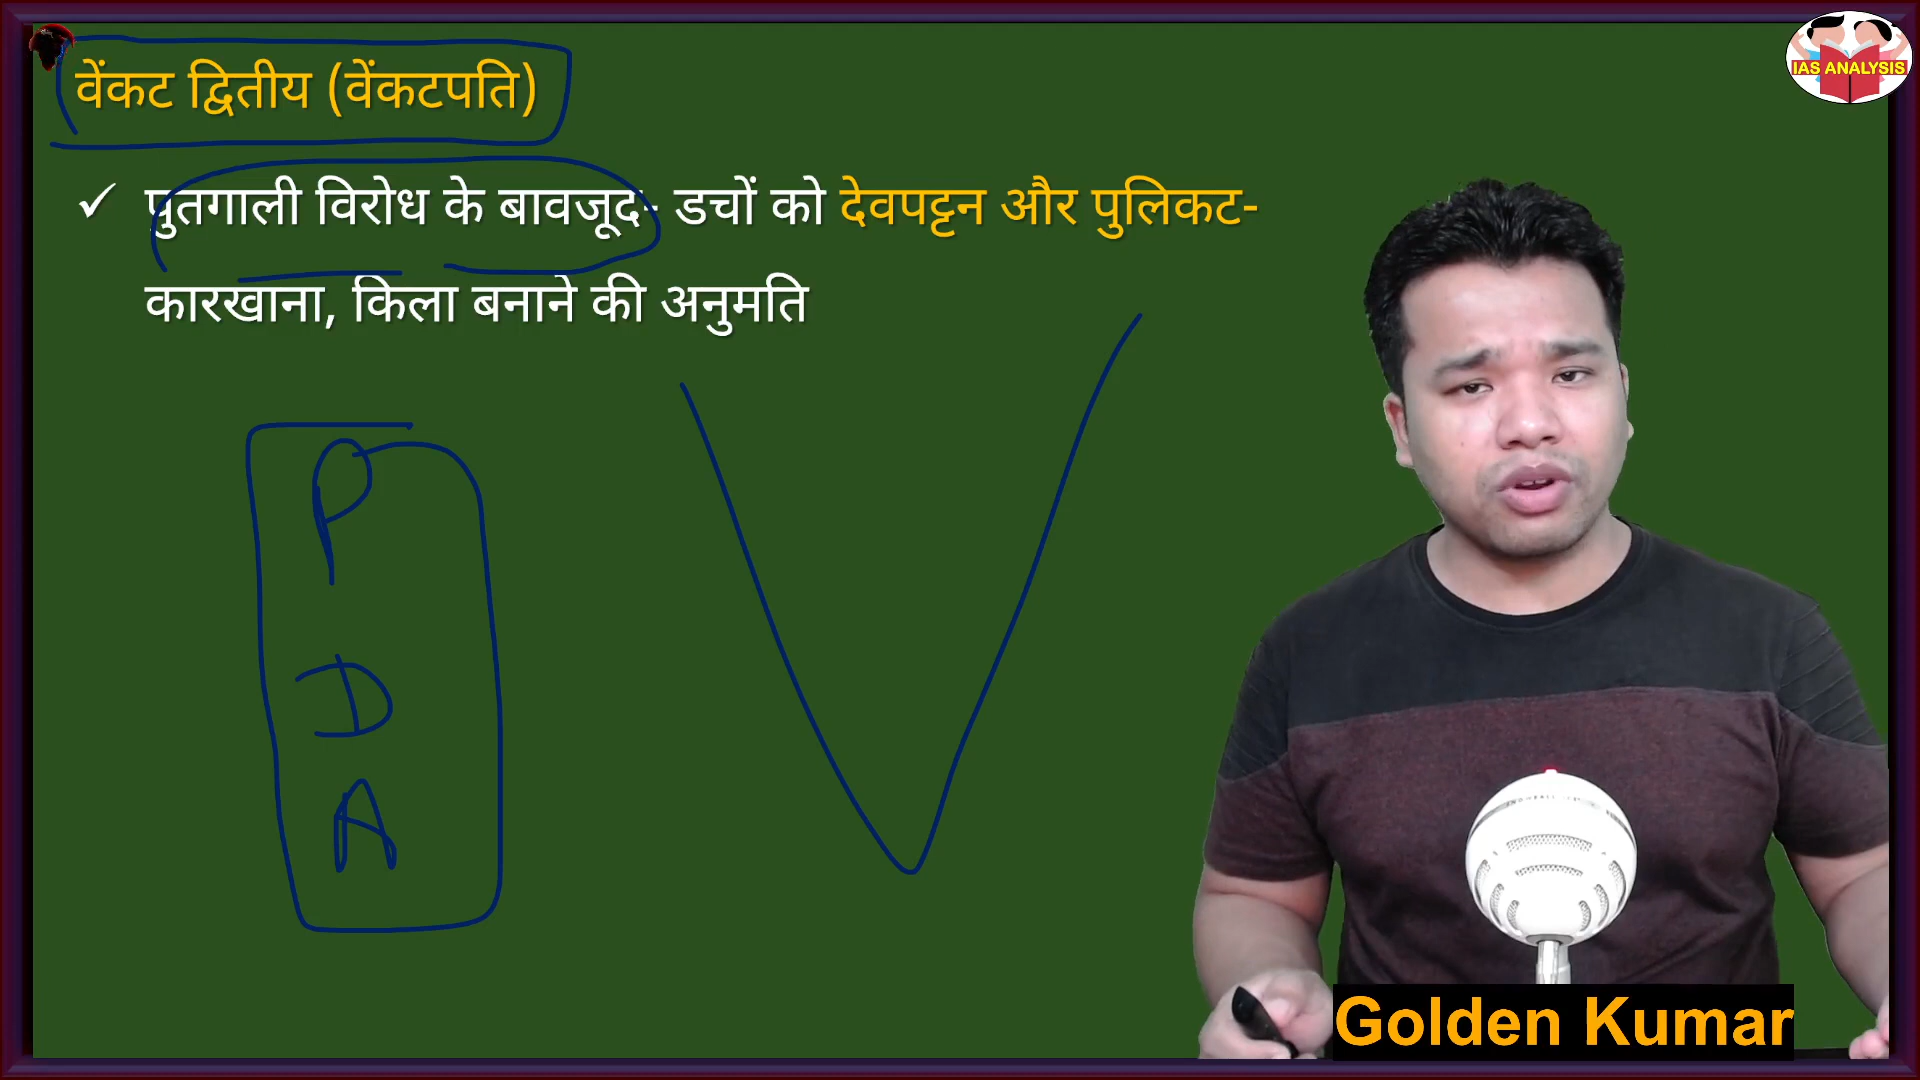 वेंकट द्वितीय (वेंकटपति)
IAS ANALYSIS
✓ पुर्तगाली विरोध के बावजूद- डचों को देवपट्टन और पुलिकट-
कारखाना, किला बनाने की अनुमति
P
D
A
Golden Kumar